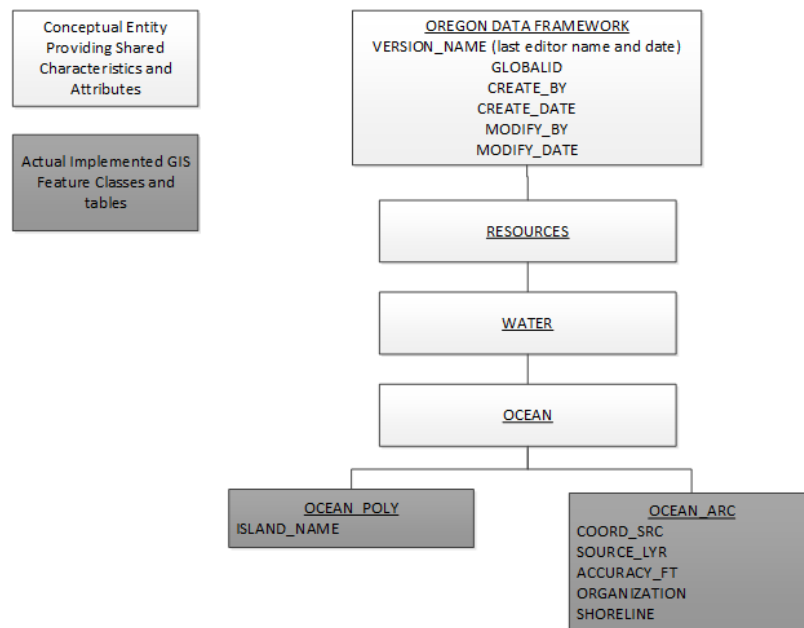 Conceptual Entity
Providing Shared
Characteristics and
Attributes
Actual Implemented GIS
Feature Classes and
tables
OREGON DATA FRAMEWORK
VERSION_NAME (last editor name and date)
GLOBALID
CREATE_BY
CREATE_DATE
MODIFY_BY
MODIFY_DATE
RESOURCES
WATER
OCEAN
OCEAN_POLY
ISLAND_NAME
OCEAN_ARC
COORD_SRC
SOURCE_LYR
ACCURACY_FT
ORGANIZATION
SHORELINE